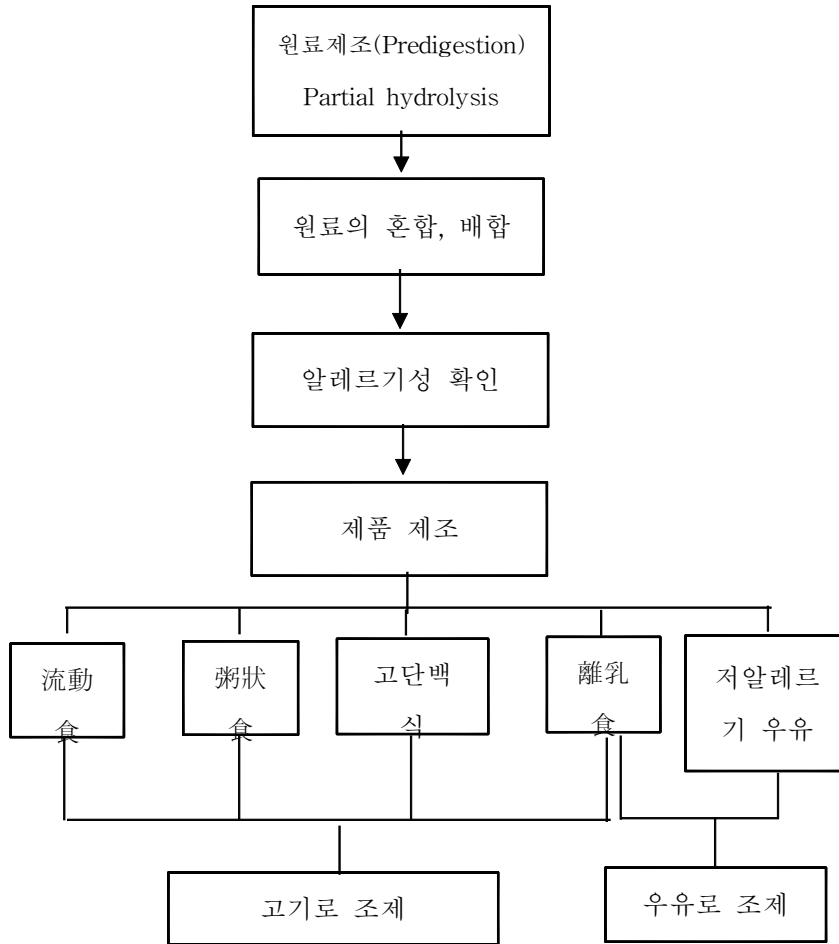 원료제조(Predigestion)
Partial hydrolysis
원료의 혼합, 배합
알레르기성 확인
제품 제조
流動
食
粥狀
食
고단백
식
離乳
食
저알레르
기 우유
고기로 조제
우유로 조제